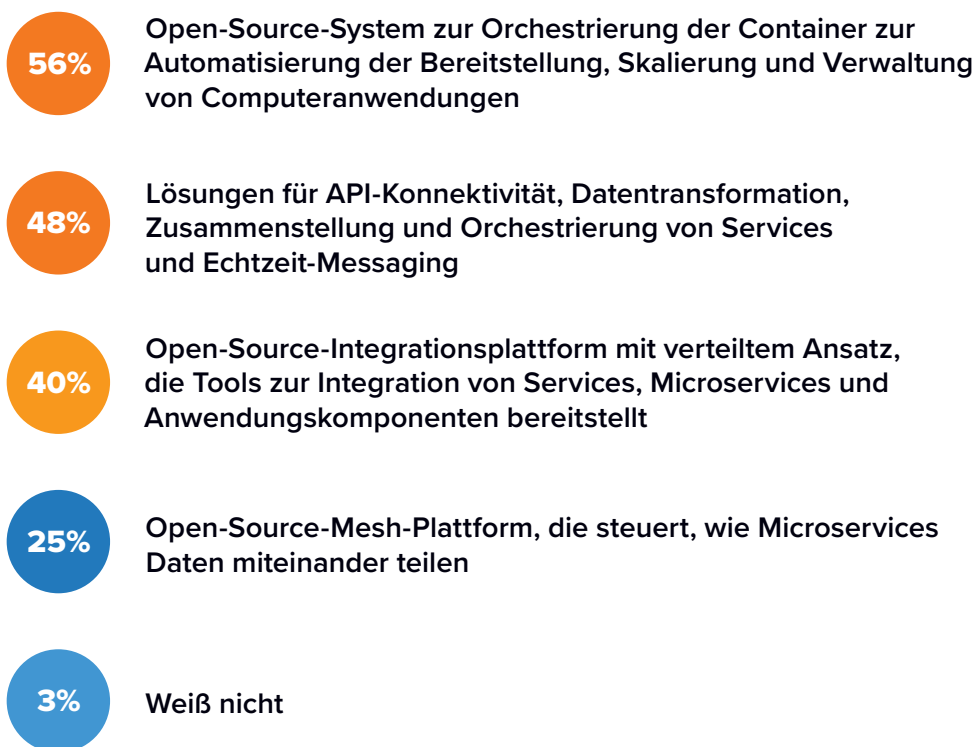 56%
Open-Source-System zur Orchestrierung der Container zur
Automatisierung der Bereitstellung, Skalierung und Verwaltung
von Computeranwendungen
48%
Lösungen für API-Konnektivität, Datentransformation,
Zusammenstellung und Orchestrierung von Services
und Echtzeit-Messaging
40%
Open-Source-Integrationsplattform mit verteiltem Ansatz,
die Tools zur Integration von Services, Microservices und
Anwendungskomponenten bereitstellt
25%
Open-Source-Mesh-Plattform, die steuert, wie Microservices
Daten miteinander teilen
3%
Weiß nicht